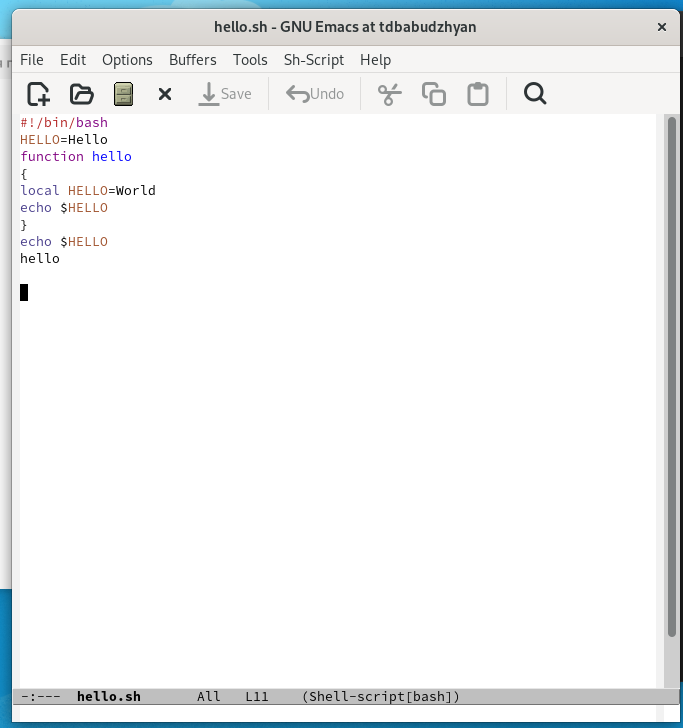 hello.sh - GNU Emacs at tdbabudzhyan
File Edit Options Buffers Tools Sh-Script Help
Save Undo
#!/bin/bash
HELLO=Hello
function hello
{
local HELLO=World
echo $HELLO
}
echo $HELLO
hello
-:--- hello.sh All L11 (Shell-script[bash])